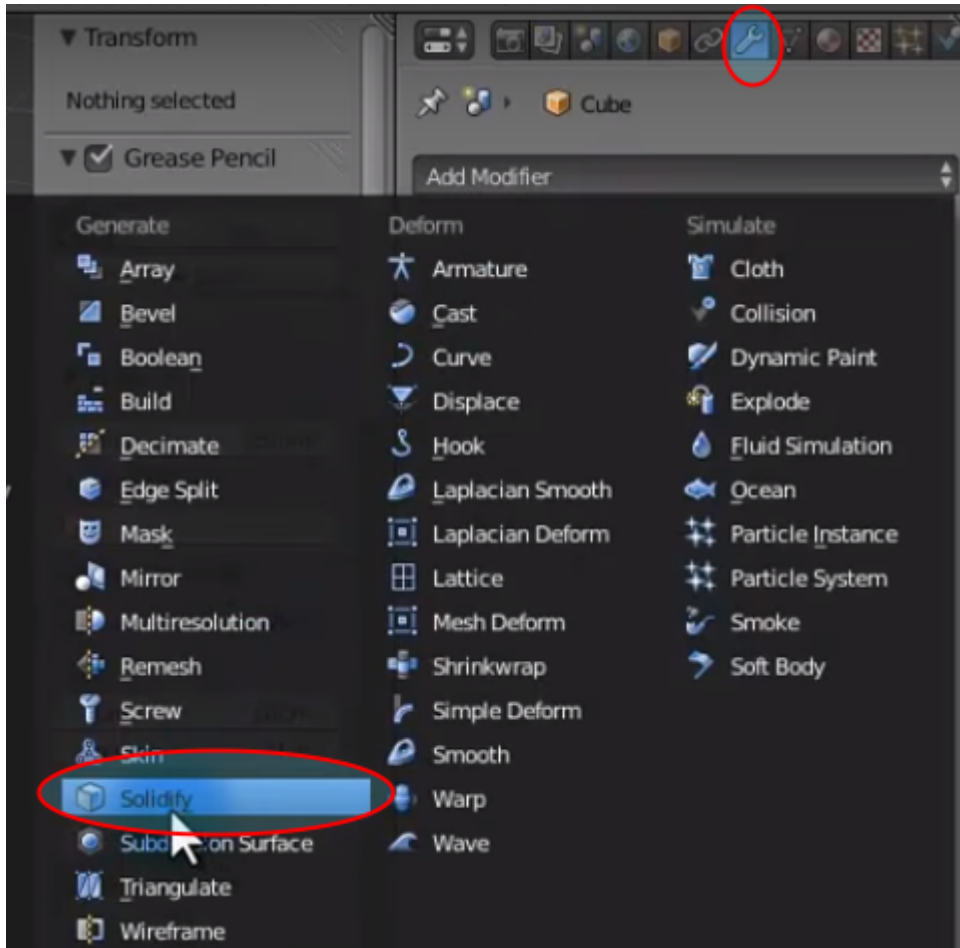 Transform
Nothing selected
Grease Pencil
Cube
Add Modifier
Generate
Array
Bevel
Boolean
Build
Decimate
Edge Split
Mask
Mirror
Multiresolution
Remesh
Screw
Skin
Solidify
Surface
Triangulate
Wireframe
Deform
Armature
Cast
Curve
Displace
Hook
Laplacian Smooth
Laplacian Deform
Lattice
Mesh Deform
Shrinkwrap
Simple Deform
Smooth
Warp
Wave
Simulate
Cloth
Collision
Dynamic Paint
Explode
Fluid Simulation
Ocean
Particle Instance
Particle System
Smoke
Soft Body